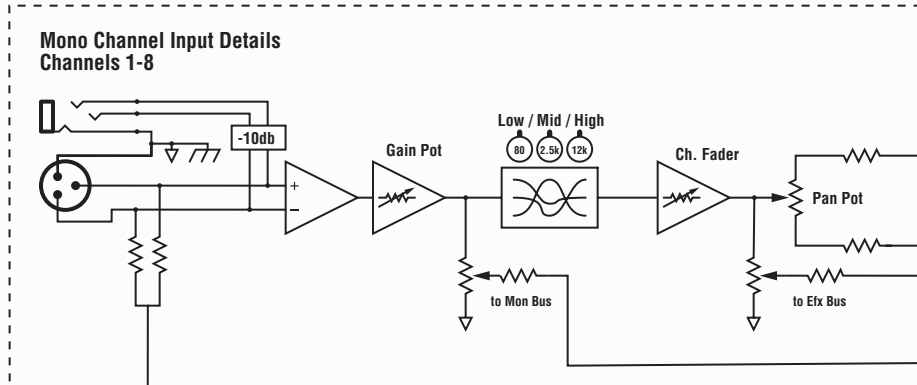 Mono Channel Input Details
Channels 1-8
-10db
+
−
Gain Pot
Low / Mid / High
80 2.5k 12k
Ch. Fader
Pan Pot
to Mon Bus
to Efx Bus